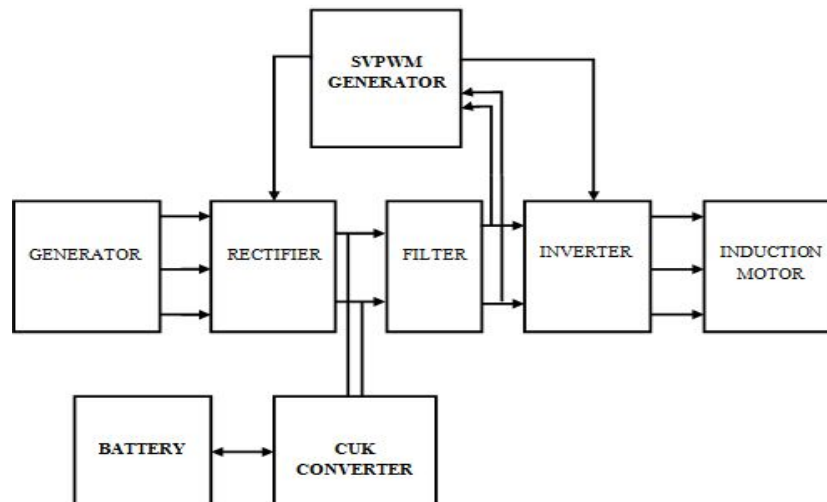 SVPWM
GENERATOR
GENERATOR
RECTIFIER
FILTER
INVERTER
INDUCTION
MOTOR
BATTERY
CUK
CONVERTER